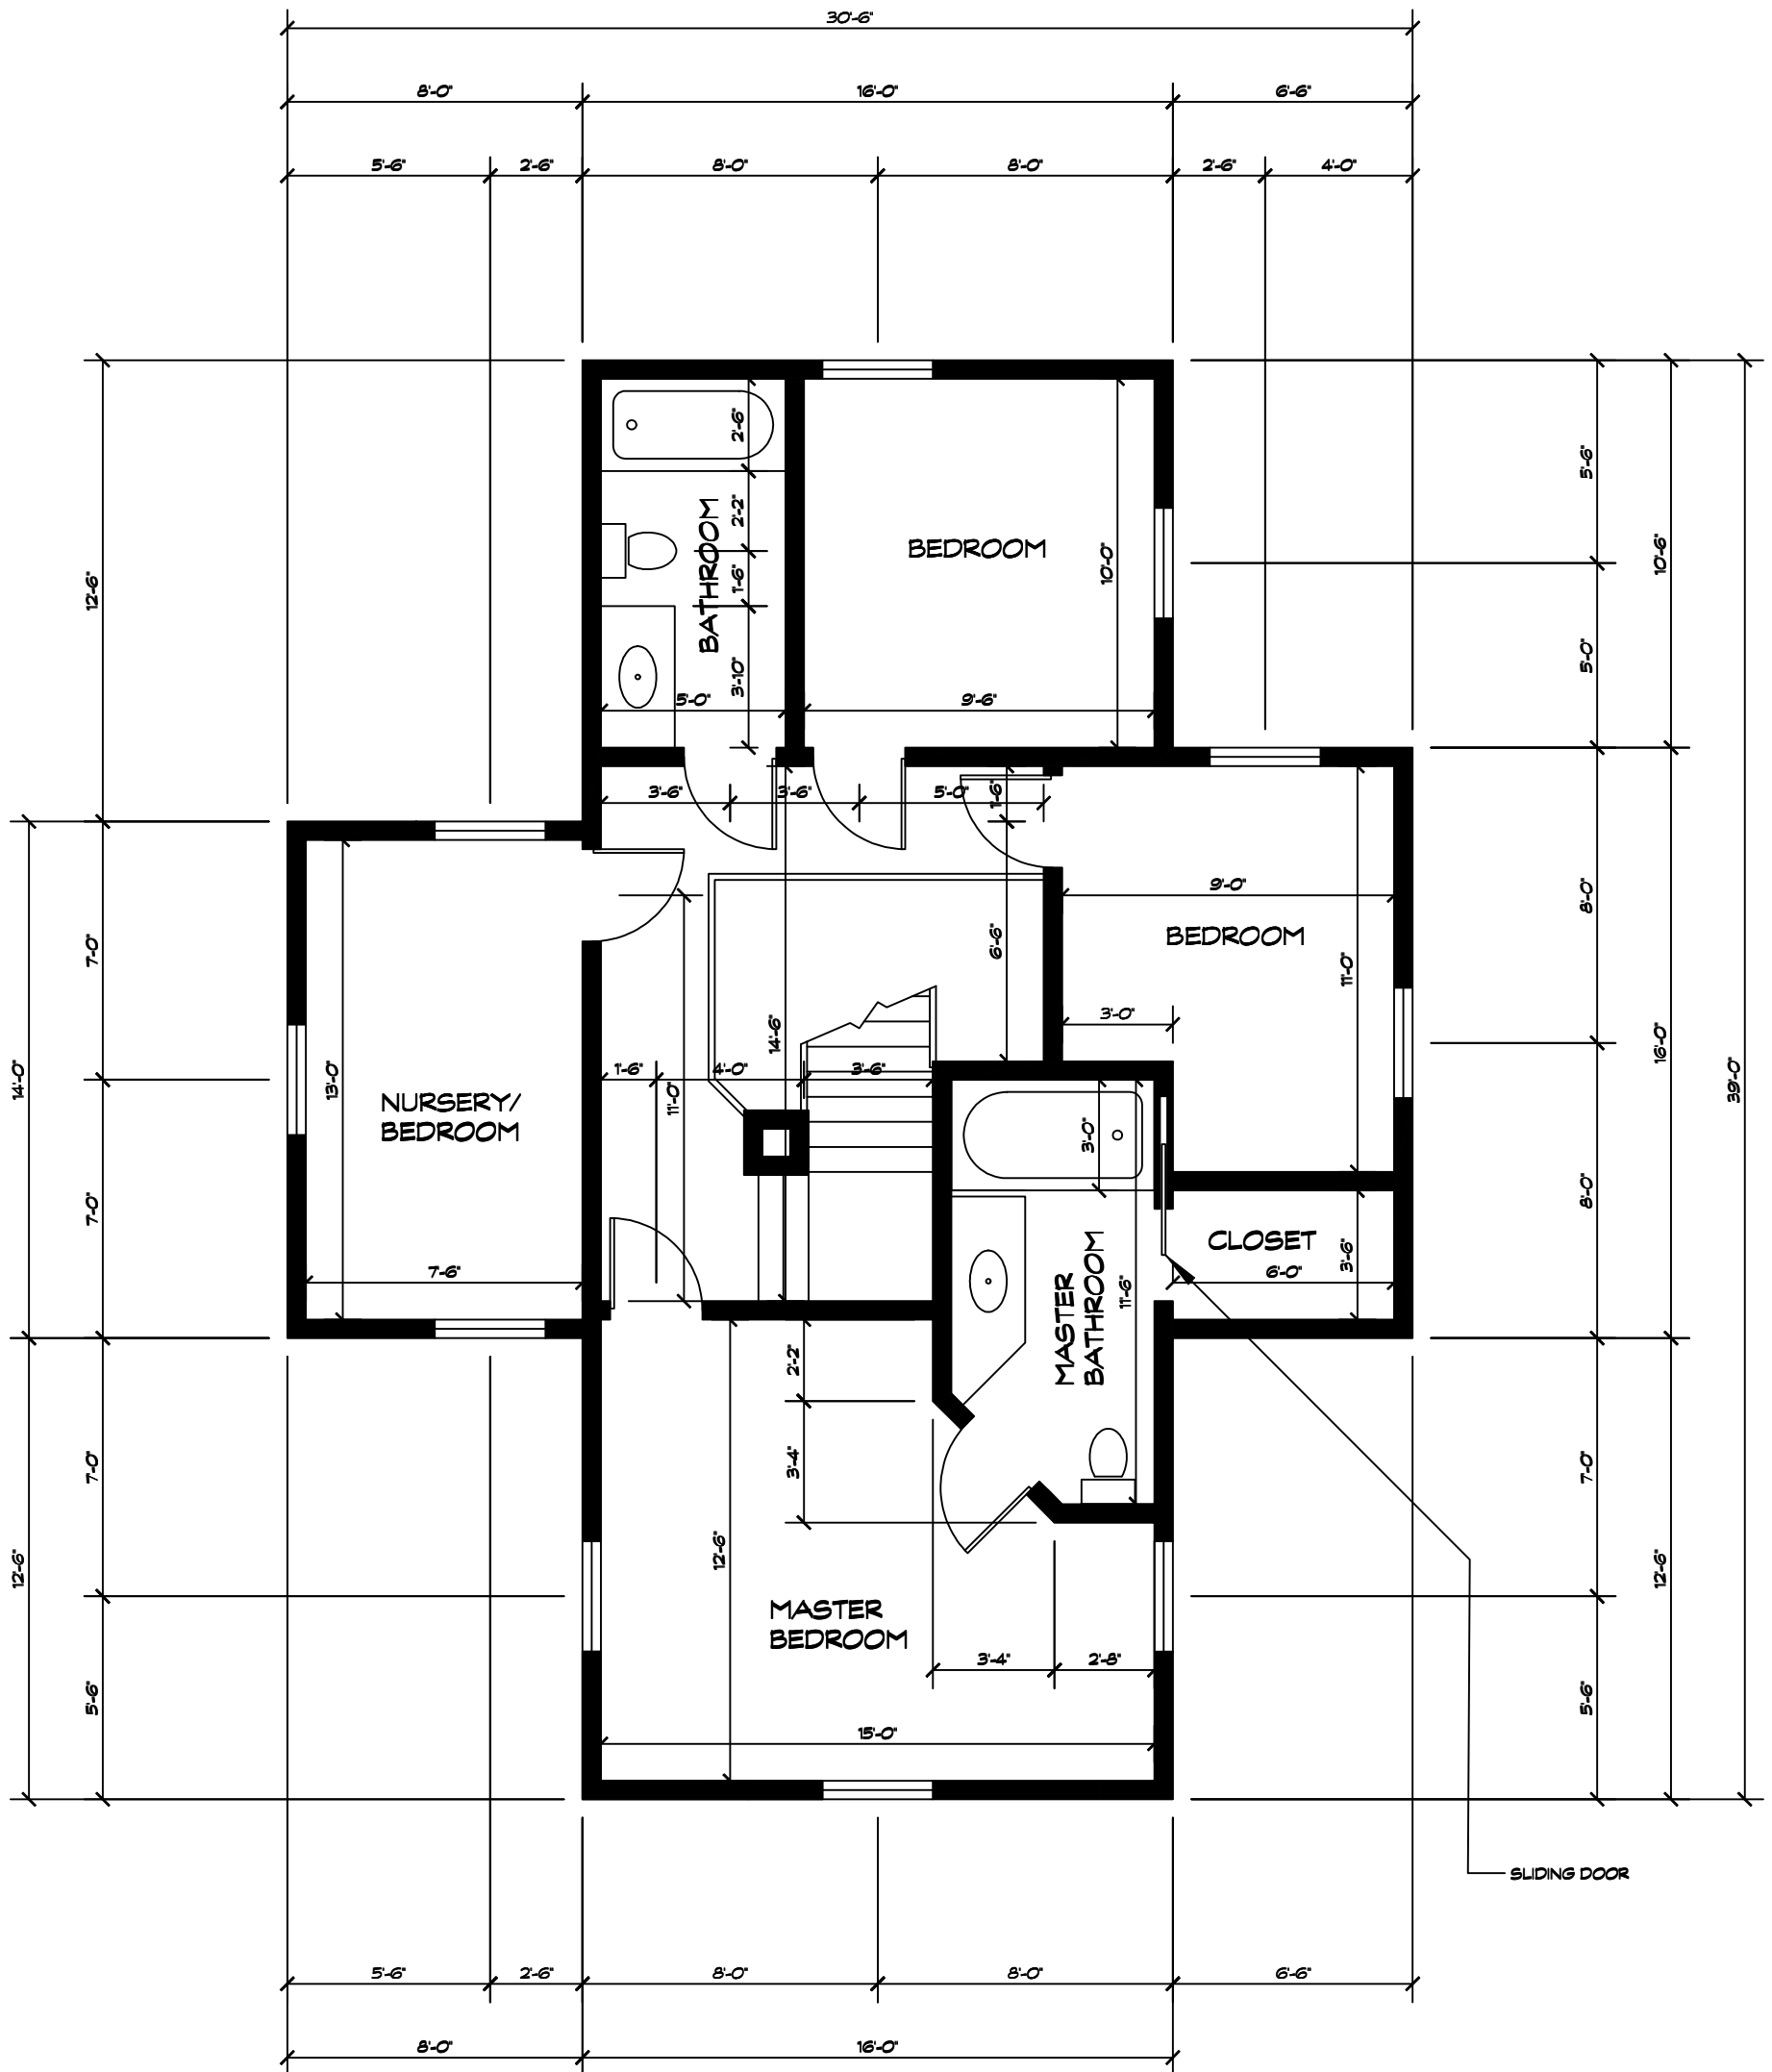 30'-6"
8'-0" 16'-0" 6'-6"
5'-6" 2'-6" 8'-0" 8'-0" 2'-6" 4'-0"
2'-6"
5'-6"
2'-2"
BATHROOM
BEDROOM
10'-0"
10'-6"
12'-6"
1'-6"
3'-10"
5'-0"
5'-0" 9'-6"
3'-6" 3'-6" 5'-0"
1'-6"
9'-0"
8'-0"
7'-0"
6'-6"
BEDROOM
11'-0"
3'-0"
14'-6"
16'-0"
39'-0"
14'-0"
13'-0"
1'-6" 4'-0" 3'-6"
11'-0"
NURSERY/
BEDROOM
3'-0"
7'-0"
8'-0"
CLOSET
3'-6"
7'-6"
6'-0"
11'-6"
MASTER
BATHROOM
2'-2"
7'-0"
3'-4"
7'-0"
12'-6"
12'-6"
12'-6"
MASTER
BEDROOM
3'-4" 2'-8"
5'-6"
5'-6"
15'-0"
SLIDING DOOR
5'-6" 2'-6" 8'-0" 8'-0" 6'-6"
8'-0" 16'-0"